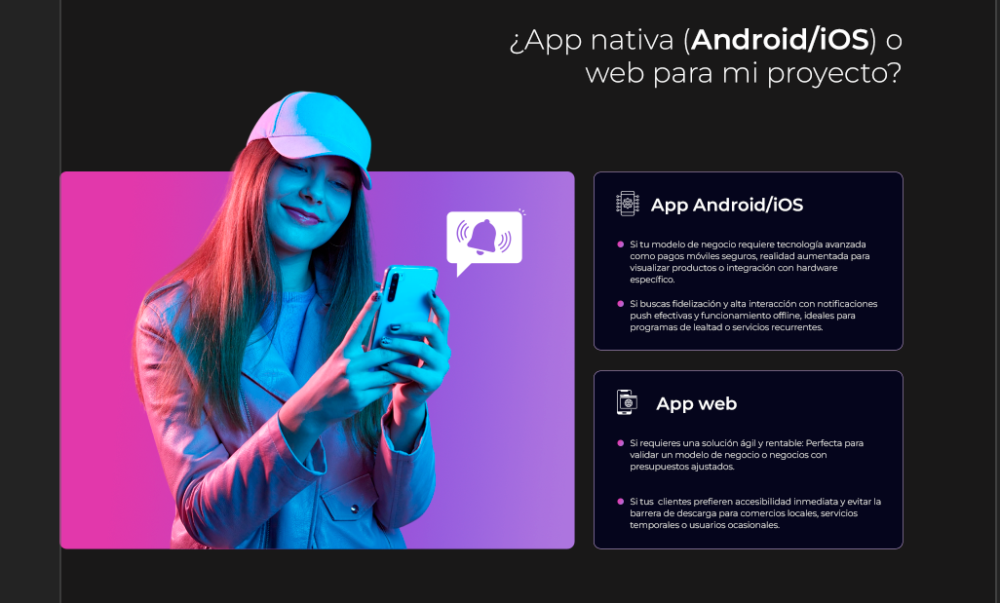 ¿App nativa (Android/iOS) o
web para mi proyecto?
App Android/iOS
Si tu modelo de negocio requiere tecnología avanzada
como pagos móviles seguros, realidad aumentada para
visualizar productos o integración con hardware
específico.
Si buscas fidelización y alta interacción con notificaciones
push efectivas y funcionamiento offline, ideales para
programas de lealtad o servicios recurrentes.
App web
Si requieres una solución ágil y rentable: Perfecta para
validar un modelo de negocio o negocios con
presupuestos ajustados.
Si tus  clientes prefieren accesibilidad inmediata y evitar la
barrera de descarga para comercios locales, servicios
temporales o usuarios ocasionales.